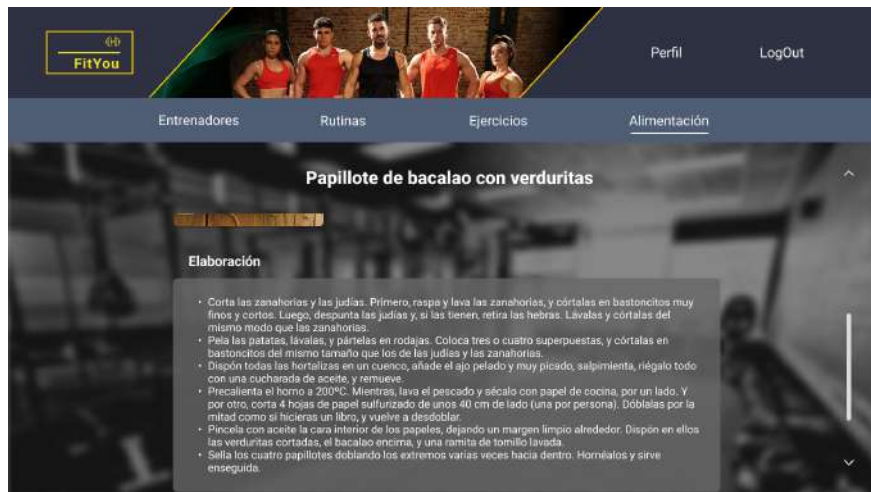 FitYou
Perfil
LogOut
Entrenadores
Rutinas
Ejercicios
Alimentación
Papillote de bacalao con verduritas
Elaboración
• Corta las zanahorias y las judías. Primero, raspa y lava las zanahorias, y córtalas en bastoncitos muy
finos y cortos. Luego, despunta las judías y, si las tienen, retira las hebras. Lávalas y córtalas del
mismo modo que las zanahorias.
• Pela las patatas, lávalas, y pártelas en rodajas. Coloca tres o cuatro superpuestas, y córtalas en
bastoncitos del mismo tamaño que los de las judías y las zanahorias.
• Dispón todas las hortalizas en un cuenco, añade el ajo pelado y muy picado, salpimienta, riégalo todo
con una cucharada de aceite, y remueve.
• Precalienta el horno a 200ºC. Mientras, lava el pescado y sécalo con papel de cocina, por un lado. Y
por otro, corta 4 hojas de papel sulfurizado de unos 40 cm de lado (una por persona). Dóblalas por la
mitad como si hicieras un libro, y vuelve a desdoblar.
• Pincela con aceite la cara interior de los papeles, dejando un margen limpio alrededor. Dispón en ellos
las verduritas cortadas, el bacalao encima, y una ramita de tomillo lavada.
• Sella los cuatro papillotes doblando los extremos varias veces hacia dentro. Hornéalos y sirve
enseguida.